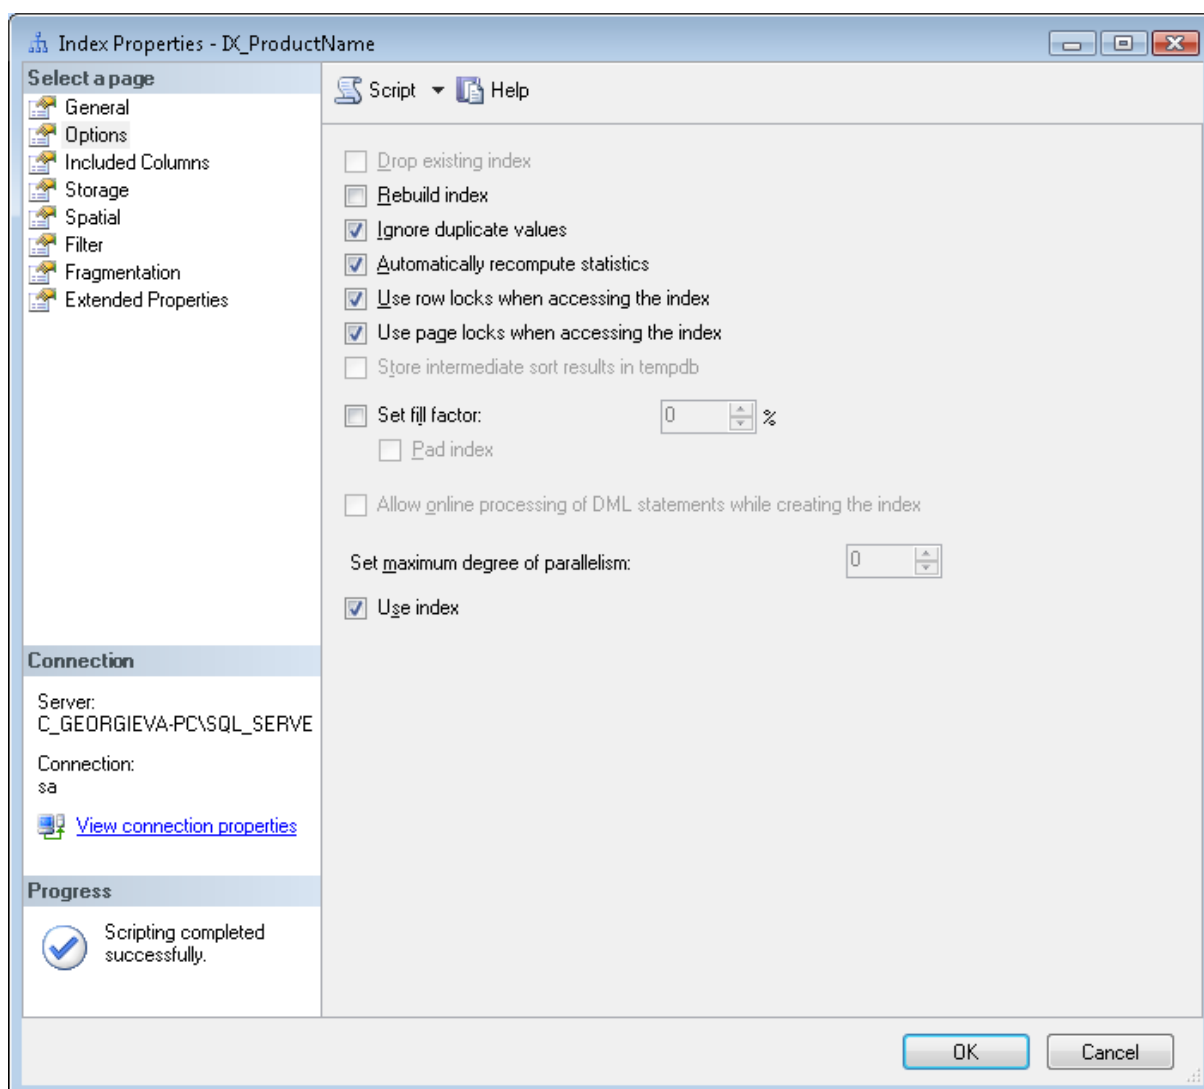 Index Properties - IX_ProductName
Select a page
General
Options
Included Columns
Storage
Spatial
Filter
Fragmentation
Extended Properties
Script
Help
Drop existing index
Rebuild index
Ignore duplicate values
Automatically recompute statistics
Use row locks when accessing the index
Use page locks when accessing the index
Store intermediate sort results in tempdb
Set fill factor:
0
%
Pad index
Allow online processing of DML statements while creating the index
Set maximum degree of parallelism:
0
Use index
Connection
Server:
C_GEORGIEVA-PC\SQL_SERVE
Connection:
sa
View connection properties
Progress
Scripting completed
successfully.
OK
Cancel